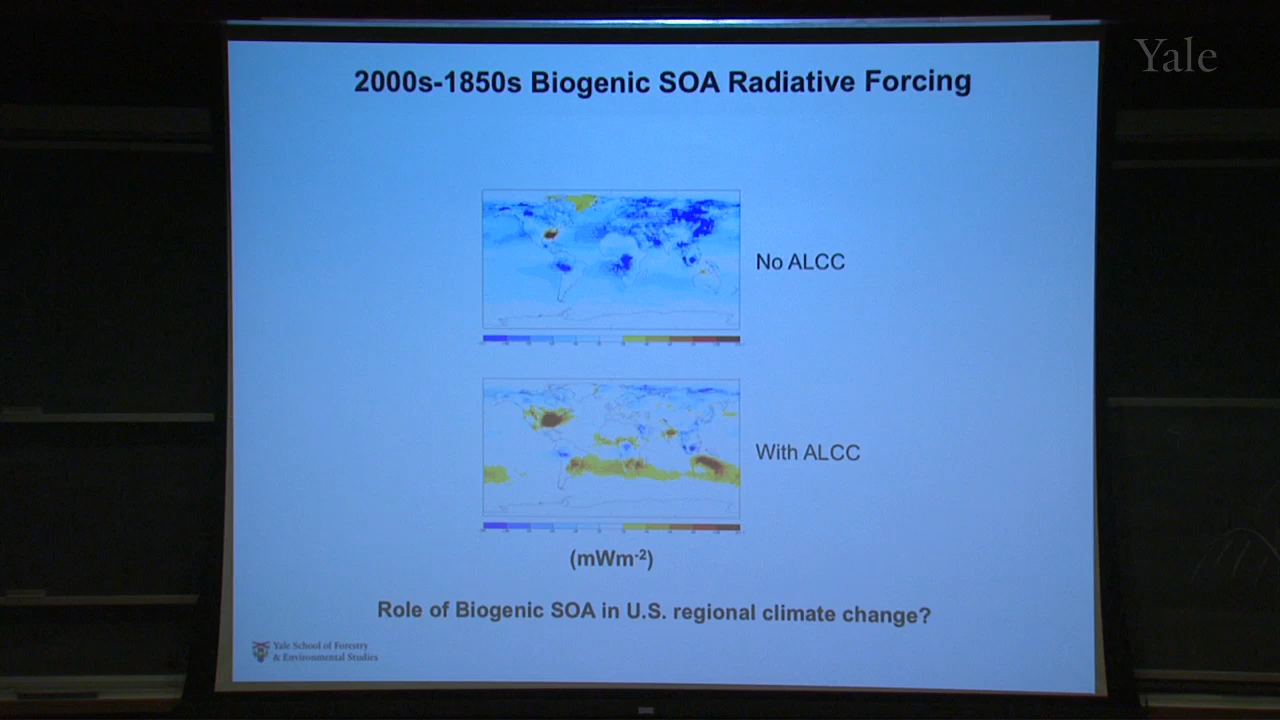 Yale
2000s-1850s Biogenic SOA Radiative Forcing
No ALCC
With ALCC
(mWm-2)
Role of Biogenic SOA in U.S. regional climate change?
Yale School of Forestry
& Environmental Studies